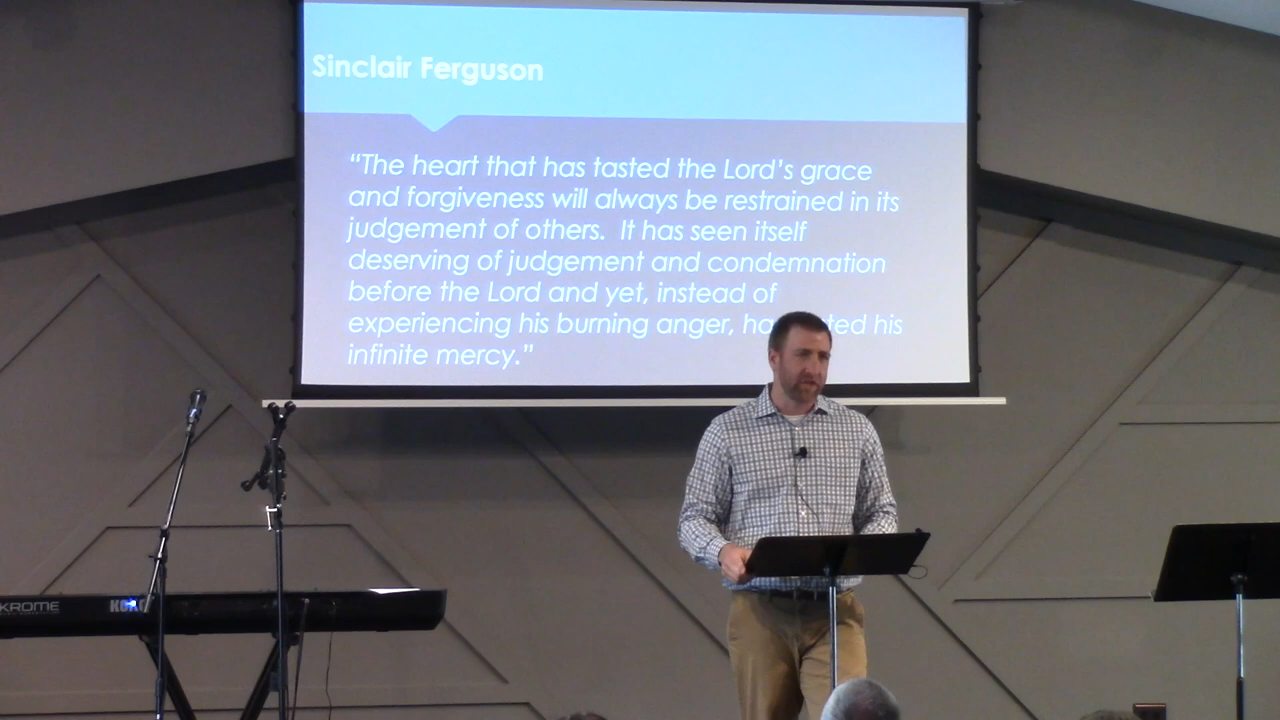 Sinclair Ferguson
“The heart that has tasted the Lord’s grace
and forgiveness will always be restrained in its
judgement of others.  It has seen itself
deserving of judgement and condemnation
before the Lord and yet, instead of
experiencing his burning anger, his
infinite mercy.”
KROME
KORG